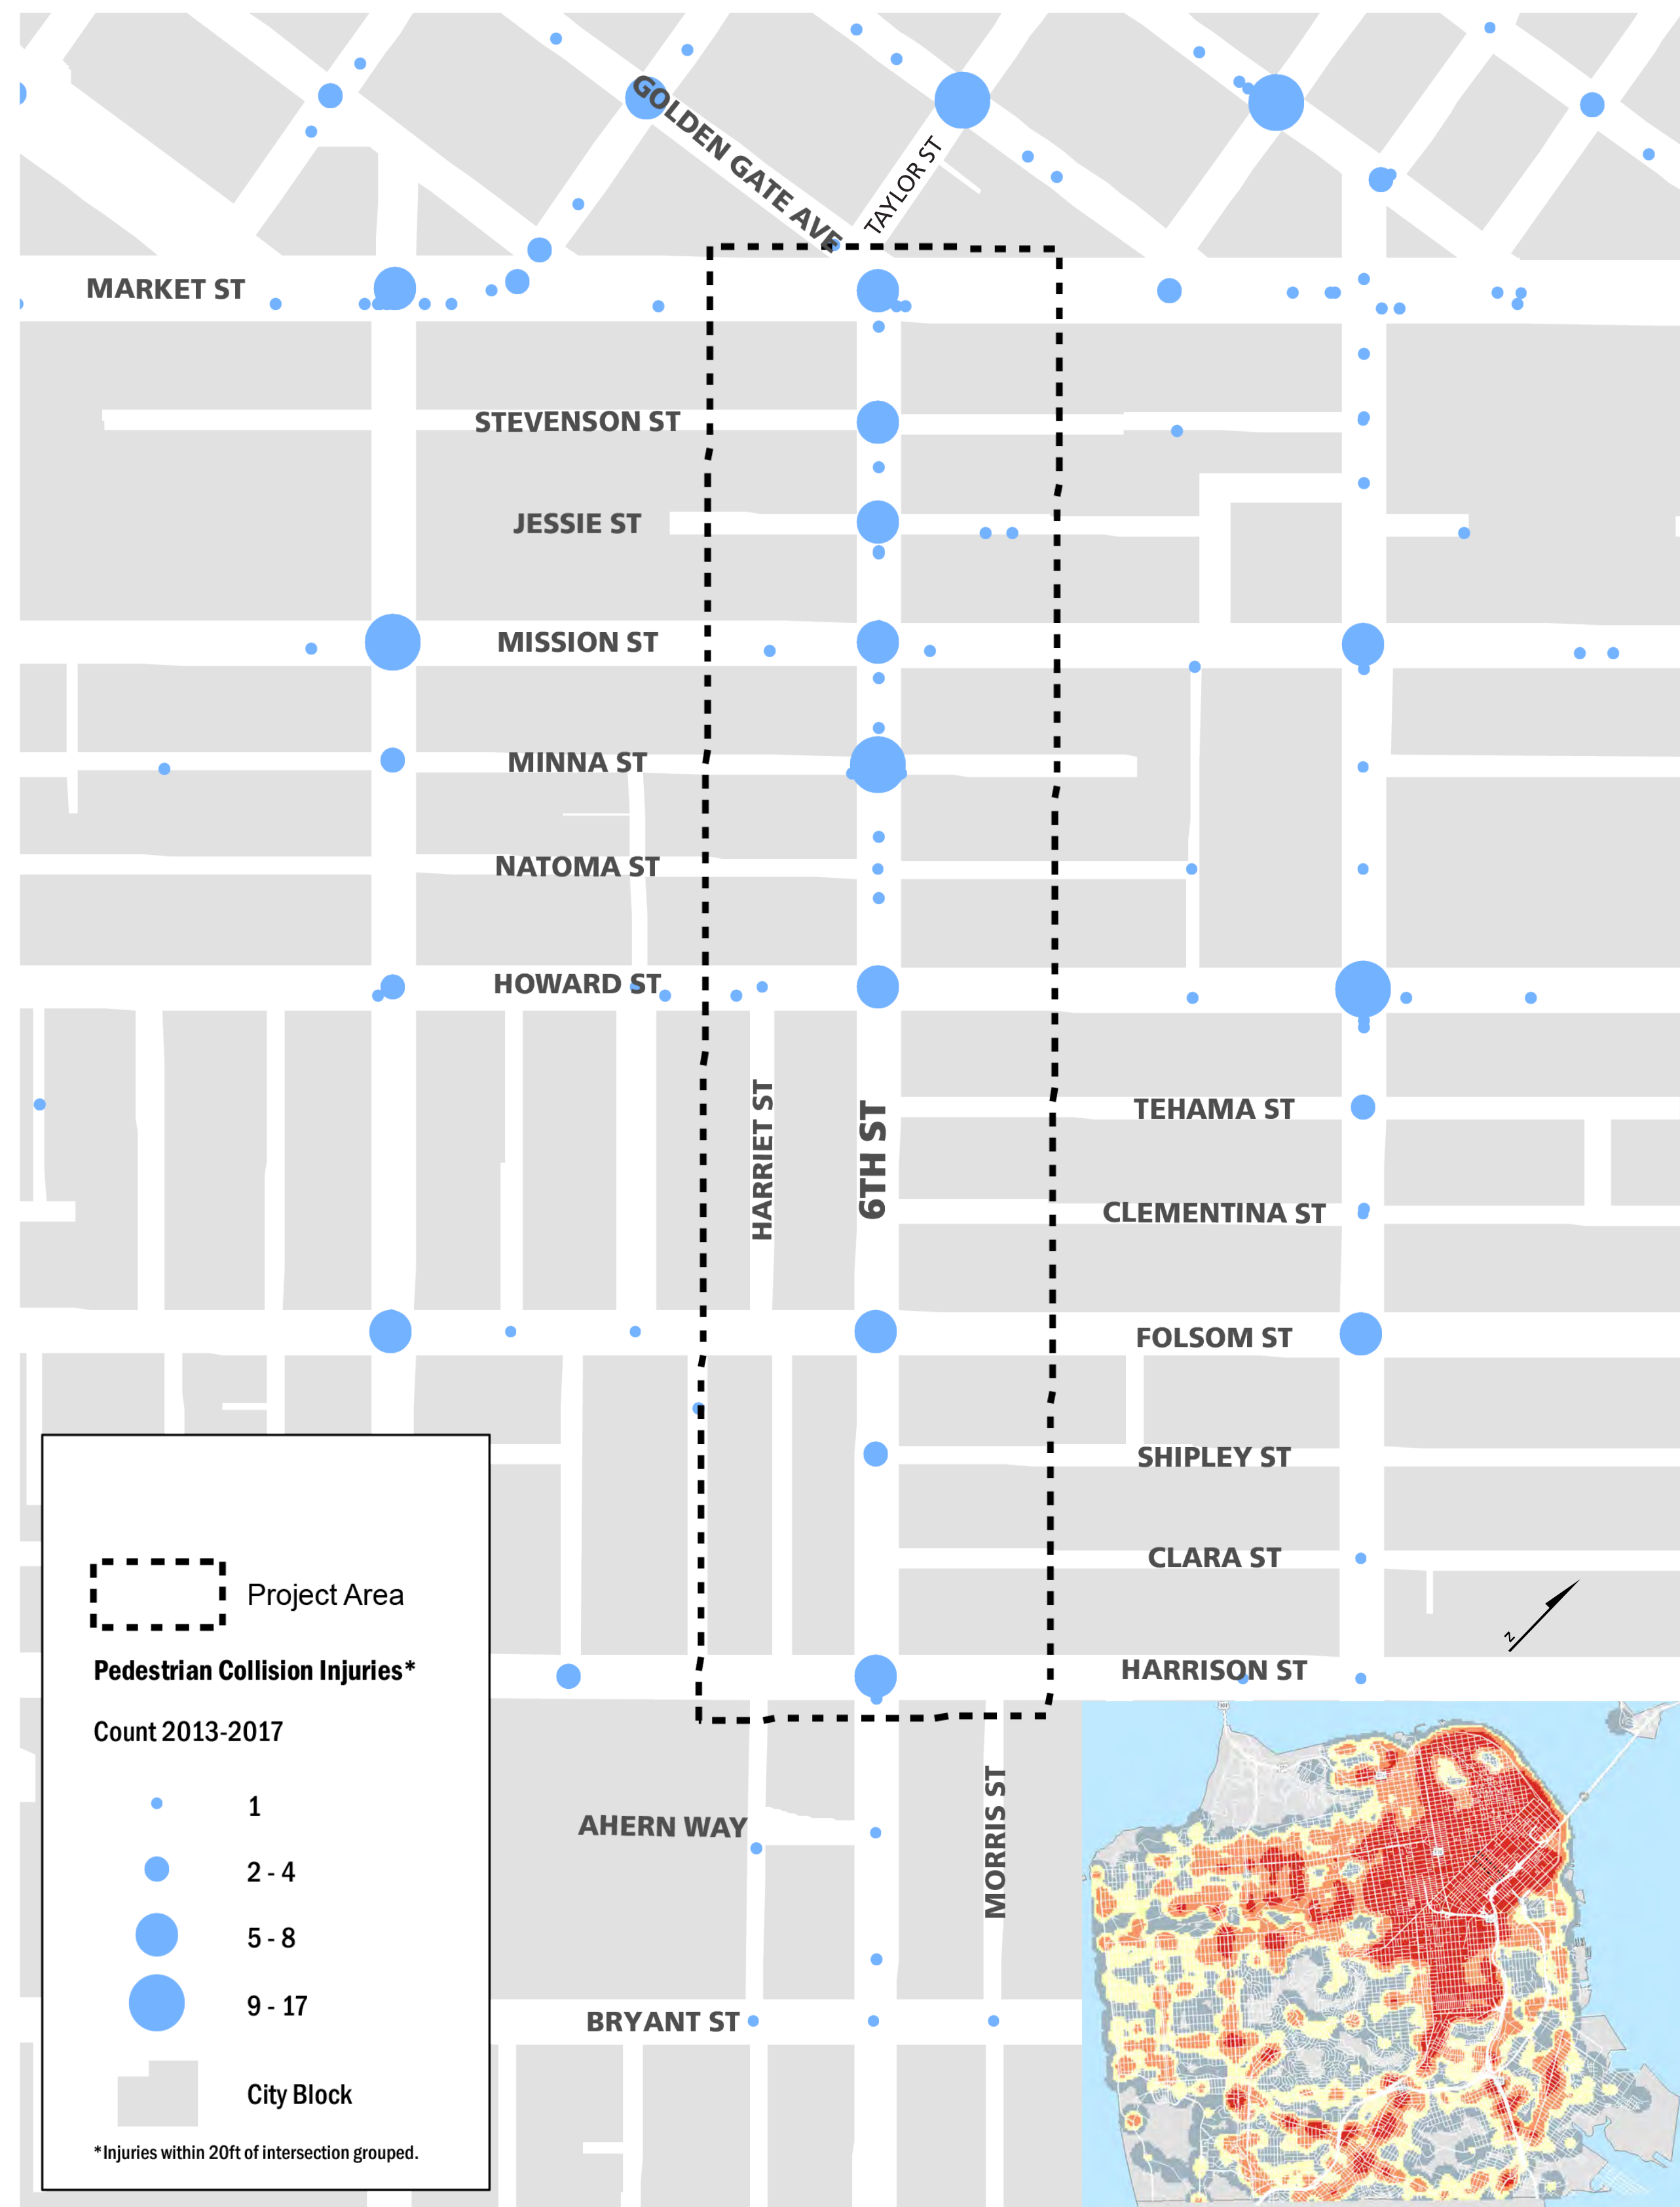 GOLDEN GATE AVE
TAYLOR ST
MARKET ST
STEVENSON ST
JESSIE ST
MISSION ST
MINNA ST
NATOMA ST
HOWARD ST
HARRIET ST
6TH ST
TEHAMA ST
CLEMENTINA ST
FOLSOM ST
SHIPLEY ST
CLARA ST
N
HARRISON ST
AHERN WAY
MORRIS ST
BRYANT ST
Project Area
Pedestrian Collision Injuries*
Count 2013-2017
1
2 - 4
5 - 8
9 - 17
City Block
*Injuries within 20ft of intersection grouped.